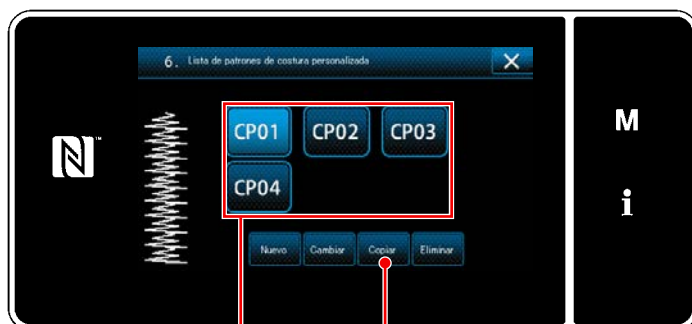 6. Lista de patrones de costura personalizada
CP01 CP02 CP03
CP04
Nuevo Cambiar Copiar Eliminar
M
i